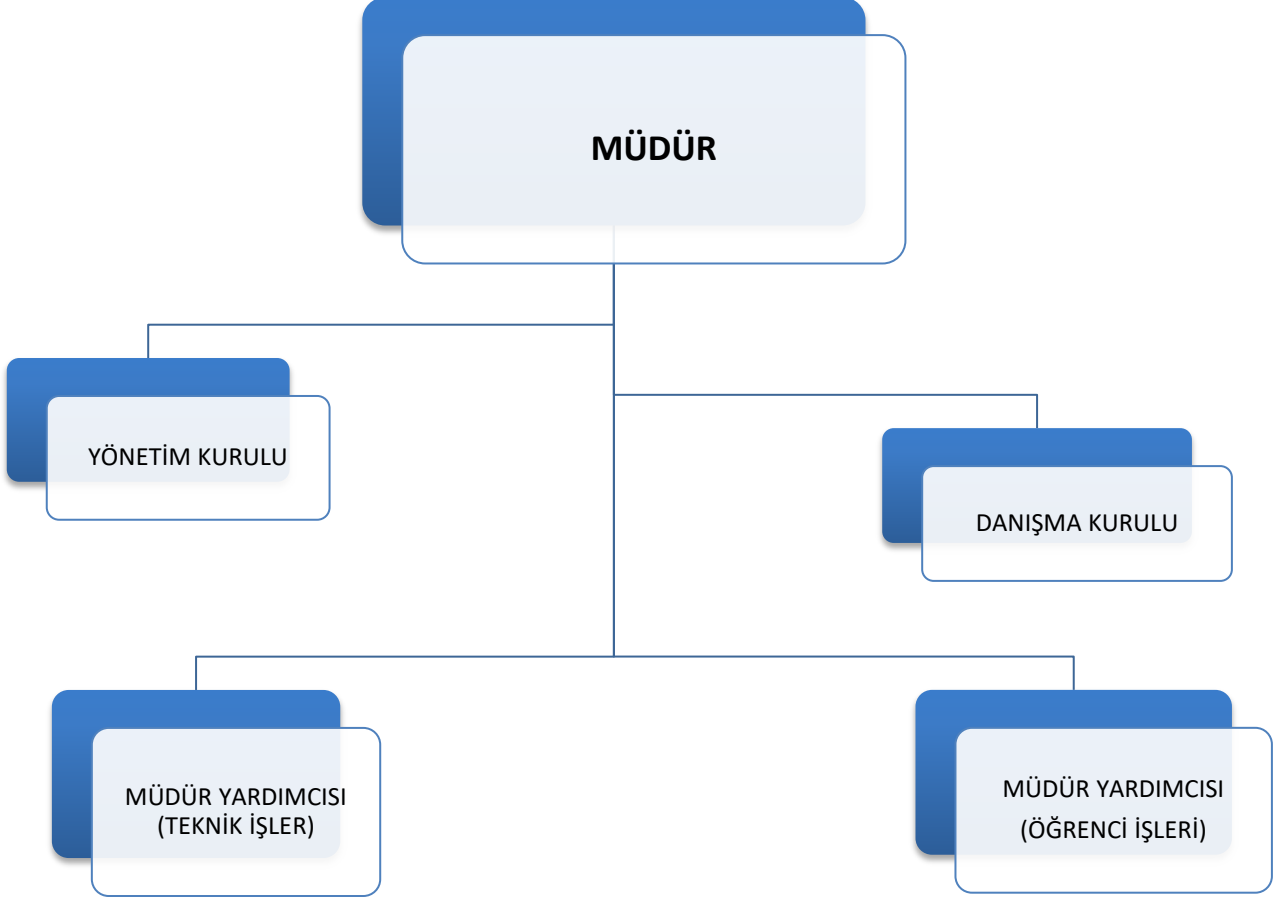 MÜDÜR
YÖNETİM KURULU
DANIŞMA KURULU
MÜDÜR YARDIMCISI
(TEKNİK İŞLER)
MÜDÜR YARDIMCISI
(ÖĞRENCİ İŞLERİ)